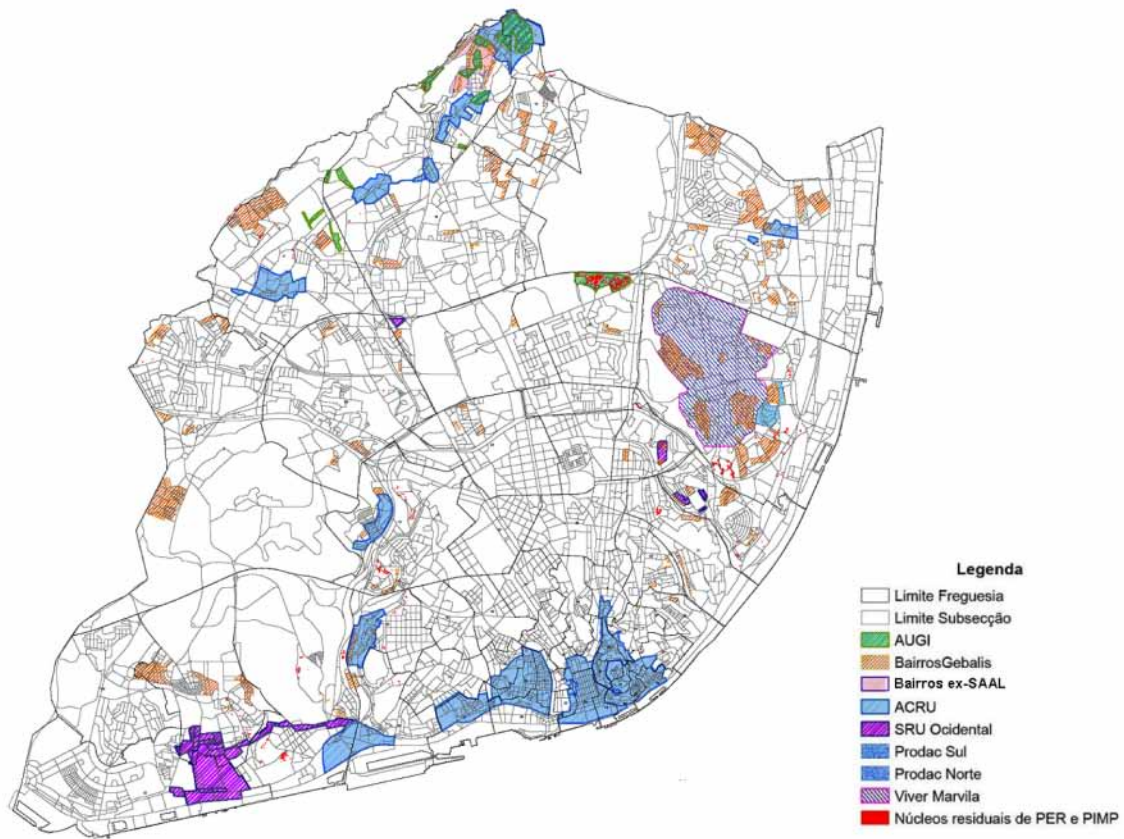 Legenda
Limite Freguesia
Limite Subsecção
AUGI
BairrosGebalis
Bairros ex-SAAL
ACRU
SRU Ocidental
Prodac Sul
Prodac Norte
Viver Marvila
Núcleos residuais de PER e PIMP